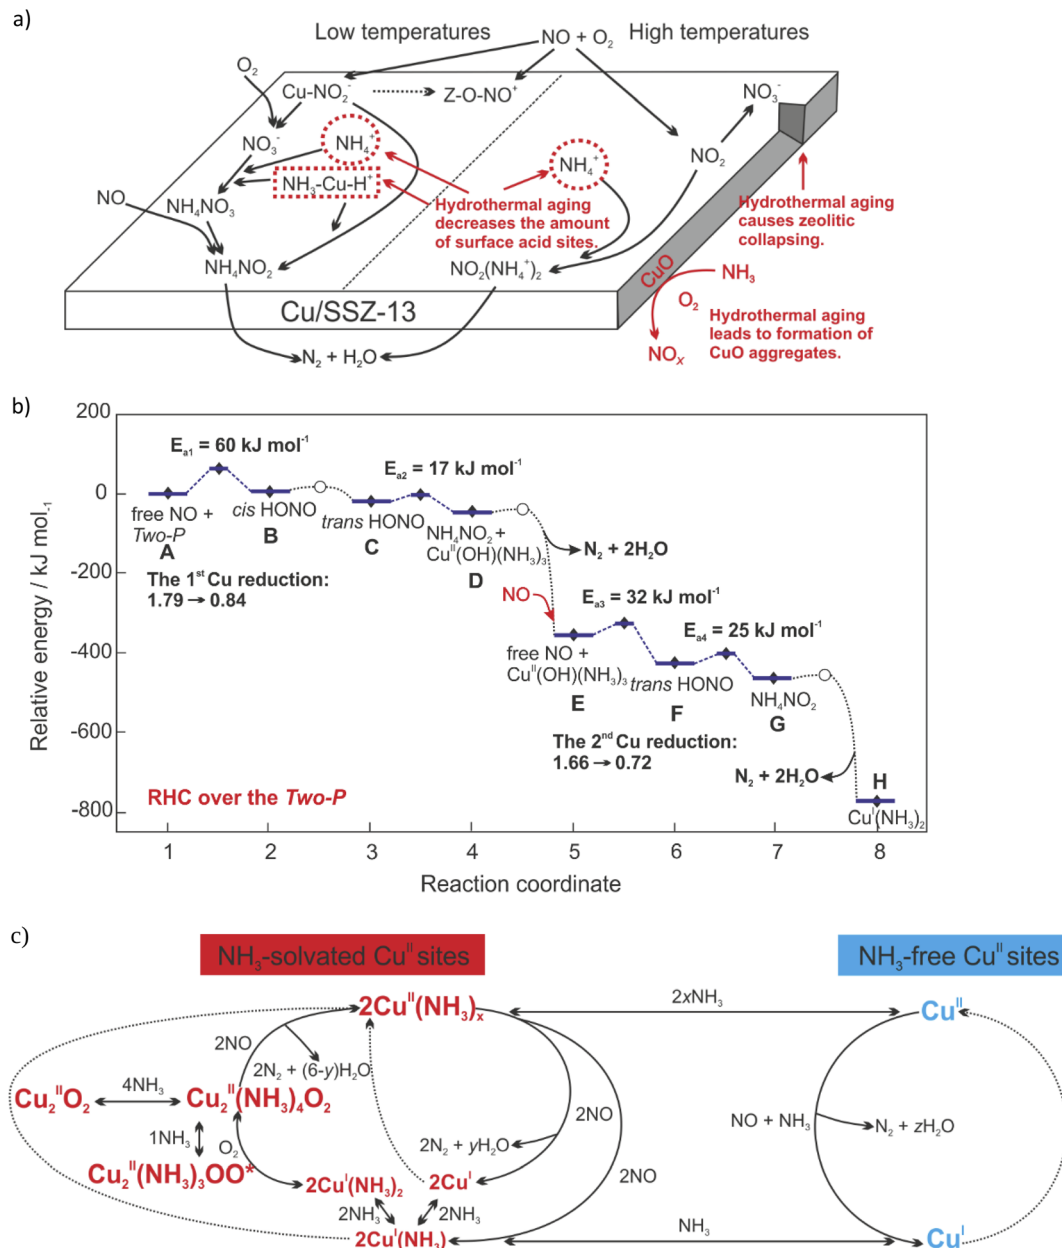 a)
Low temperatures
NO + O₂
High temperatures
O₂
Cu-NO₂⁻
Z-O-NO⁺
NO₃⁻
NO₃⁻
NH₄⁺
NO₂
NH₄⁺
NH₃-Cu-H⁺
NO
NH₄NO₃
Hydrothermal aging
decreases the amount
of surface acid sites.
Hydrothermal aging
causes zeolitic
collapsing.
NH₄NO₂
NO₂(NH₄⁺)₂
CuO
NH₃
O₂
Cu/SSZ-13
Hydrothermal aging
leads to formation of
CuO aggregates.
NOₓ
N₂ + H₂O
b)
Relative energy / kJ mol₋₁
200
0
-200
-400
-600
-800
Eₐ₁ = 60 kJ mol⁻¹
Eₐ₂ = 17 kJ mol⁻¹
free NO +
Two-P
A
cis HONO
B
trans HONO
C
NH₄NO₂ +
Cuᴵᴵ(OH)(NH₃)₃
D
N₂ + 2H₂O
The 1ˢᵗ Cu reduction:
1.79 → 0.84
NO
Eₐ₃ = 32 kJ mol⁻¹
Eₐ₄ = 25 kJ mol⁻¹
free NO +
Cuᴵᴵ(OH)(NH₃)₃
E
trans HONO
F
NH₄NO₂
G
The 2ⁿᵈ Cu reduction:
1.66 → 0.72
N₂ + 2H₂O
H
Cuᴵ(NH₃)₂
RHC over the Two-P
1 2 3 4 5 6 7 8
Reaction coordinate
c)
NH₃-solvated Cuᴵᴵ sites
NH₃-free Cuᴵᴵ sites
2Cuᴵᴵ(NH₃)ₓ
2xNH₃
Cuᴵᴵ
2NO
2N₂ + (6-y)H₂O
4NH₃
Cu₂ᴵᴵO₂
Cu₂ᴵᴵ(NH₃)₄O₂
2NO
NO + NH₃
N₂ + zH₂O
1NH₃
O₂
2N₂ + yH₂O
Cu₂ᴵᴵ(NH₃)₃OO*
2Cuᴵ(NH₃)₂
2Cuᴵ
2NO
2NH₃
2NH₃
NH₃
2Cuᴵ(NH₃)
Cuᴵ